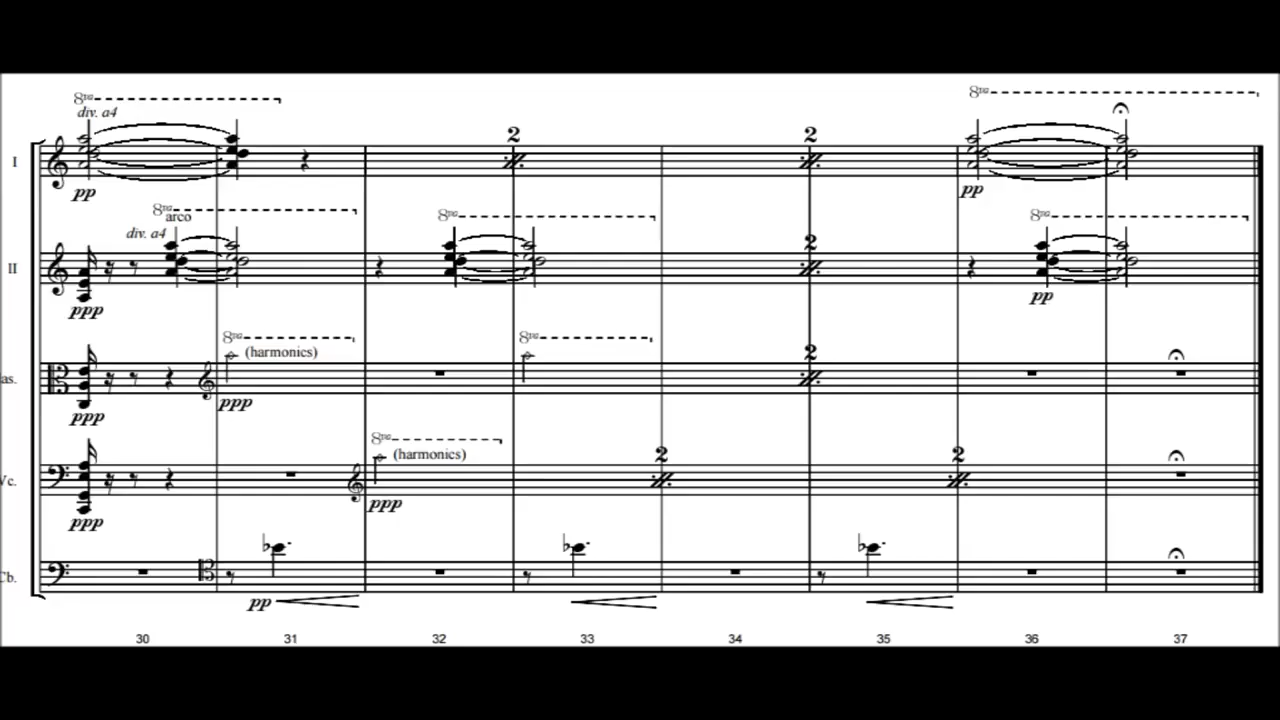 8va
div. a4
I
2
2
8va
pp
pp
8va
arco
div. a4
8va
2
8va
II
ppp
pp
8va
(harmonics)
8va
2
as.
ppp
ppp
8va
(harmonics)
2
2
Vc.
ppp
ppp
Cb.
pp
30 31 32 33 34 35 36 37